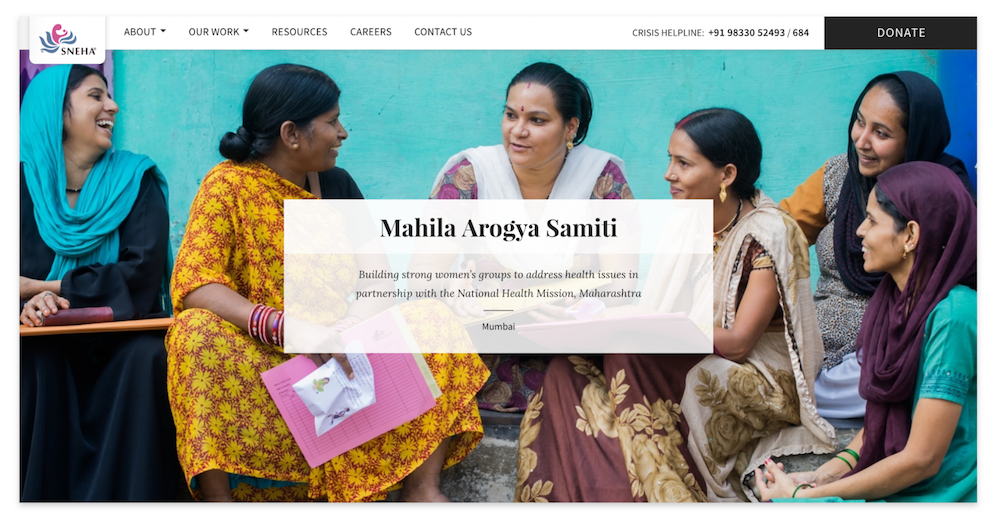 SNEHA
ABOUT
OUR WORK
RESOURCES
CAREERS
CONTACT US
CRISIS HELPLINE: +91 98330 52493 / 684
DONATE
Mahila Arogya Samiti
Building strong women's groups to address health issues in
partnership with the National Health Mission, Maharashtra
Mumbai